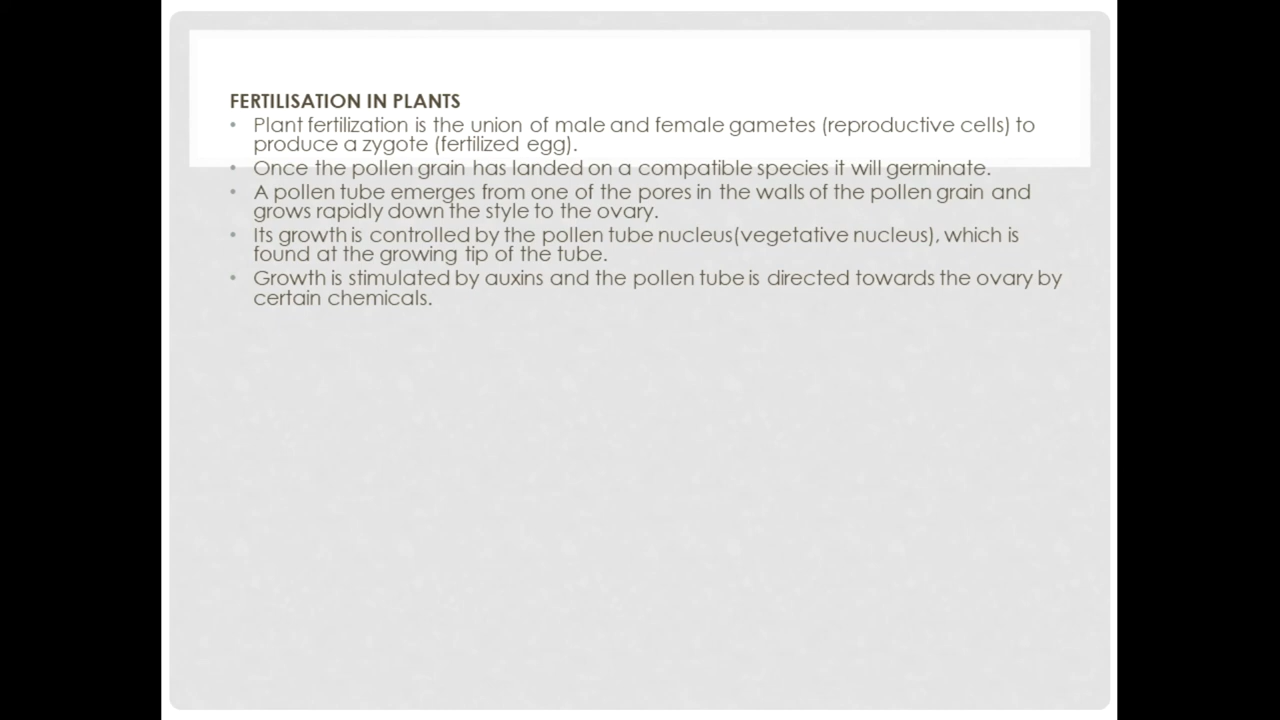 FERTILISATION IN PLANTS
• Plant fertilization is the union of male and female gametes (reproductive cells) to
produce a zygote (fertilized egg).
• Once the pollen grain has landed on a compatible species it will germinate.
• A pollen tube emerges from one of the pores in the walls of the pollen grain and
grows rapidly down the style to the ovary.
• Its growth is controlled by the pollen tube nucleus(vegetative nucleus), which is
found at the growing tip of the tube.
• Growth is stimulated by auxins and the pollen tube is directed towards the ovary by
certain chemicals.